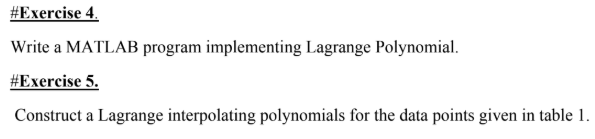 #Exercise 4.
Write a MATLAB program implementing Lagrange Polynomial.
#Exercise 5.
Construct a Lagrange interpolating polynomials for the data points given in table 1.